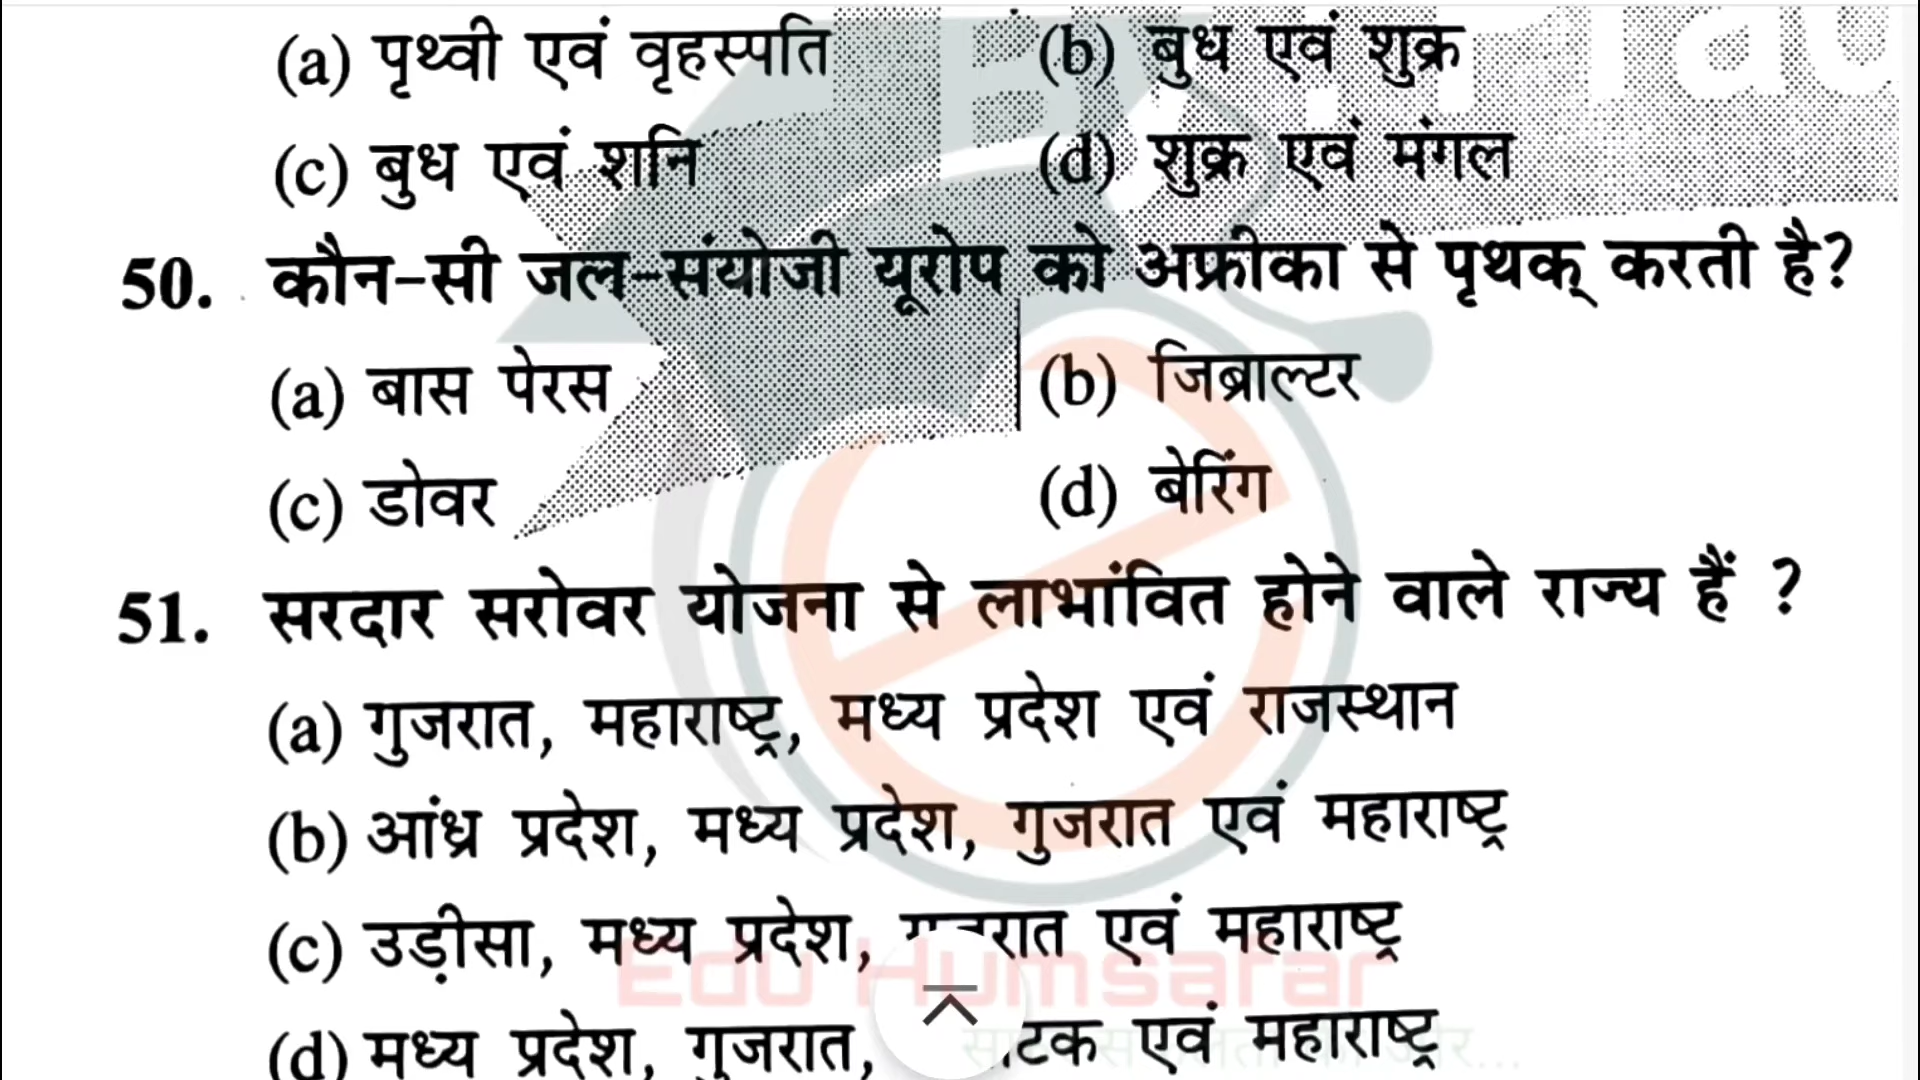 (a) पृथ्वी एवं वृहस्पति (b) बुध एवं शुक्र
(c) बुध एवं शनि (d) शुक्र एवं मंगल
50. कौन-सी जल-संयोजी यूरोप को अफ्रीका से पृथक् करती है?
(a) बास पेरस (b) जिब्राल्टर
(c) डोवर (d) बेरिंग
51. सरदार सरोवर योजना से लाभांवित होने वाले राज्य हैं ?
(a) गुजरात, महाराष्ट्र, मध्य प्रदेश एवं राजस्थान
(b) आंध्र प्रदेश, मध्य प्रदेश, गुजरात एवं महाराष्ट्र
(c) उड़ीसा, मध्य प्रदेश, एवं महाराष्ट्र
Edu Humsafar
(d) मध्य प्रदेश, गुजरात, एवं महाराष्ट्र